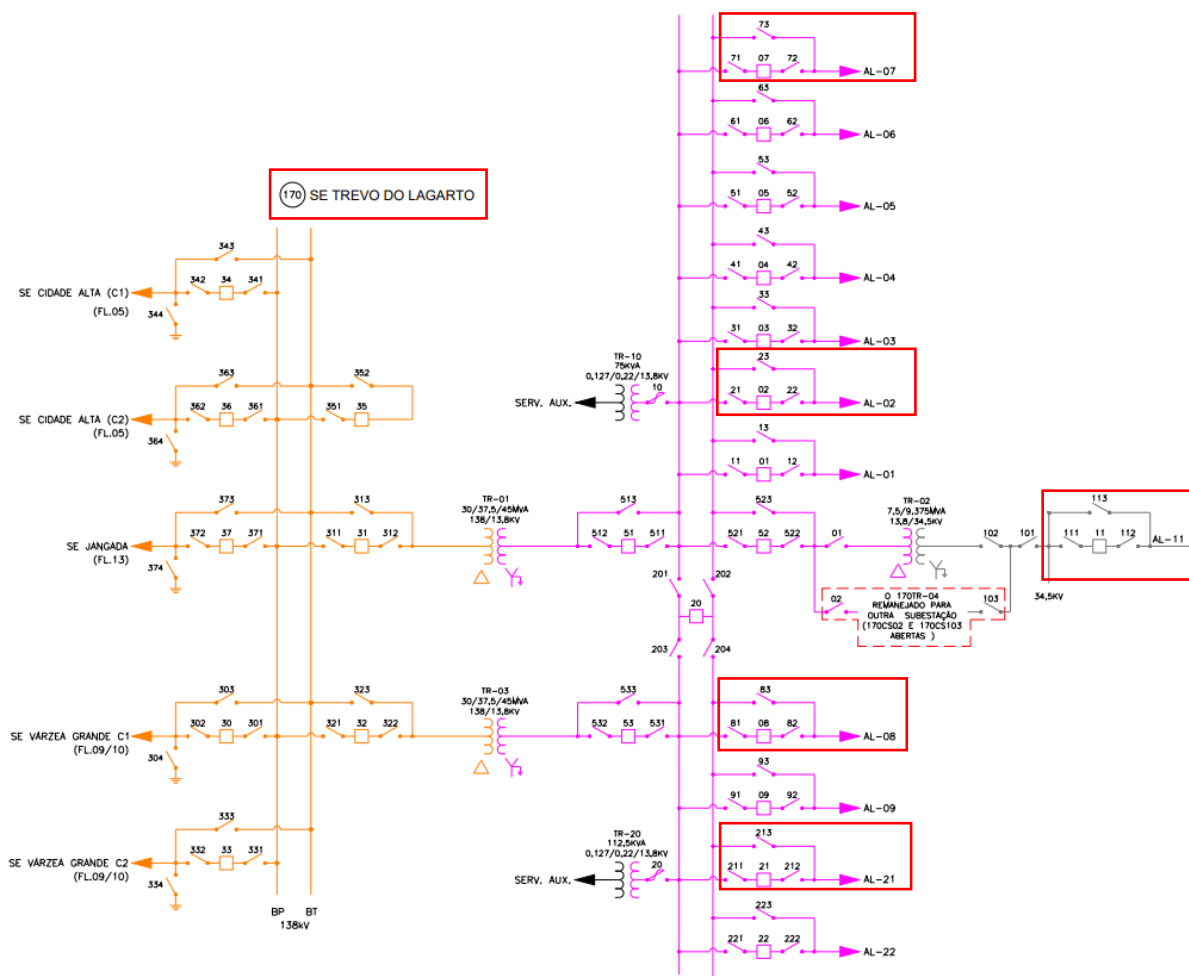 73
71 07 72
AL-07
63
61 06 62
AL-06
53
51 05 52
AL-05
170 SE TREVO DO LAGARTO
43
41 04 42
AL-04
33
31 03 32
AL-03
343
342 34 341
SE CIDADE ALTA (C1)
(FL.05)
344
TR-10
75KVA
0,127/0,22/13,8KV
10
SERV. AUX.
23
21 02 22
AL-02
363 352
362 36 361 351 35
SE CIDADE ALTA (C2)
(FL.05)
364
13
11 01 12
AL-01
373 313
372 37 371 311 31 312
SE JANGADA
(FL.13)
374
TR-01
30/37,5/45MVA
138/13,8KV
513
512 51 511
523
521 52 522
01
TR-02
7,5/9,375MVA
13,8/34,5KV
102 101
113
111 11 112
AL-11
34,5KV
201 202
20
203 204
02
O 170TR-04
REMANEJADO PARA
OUTRA SUBESTAÇÃO
(170CS02 E 170CS103
ABERTAS )
103
303 323
302 30 301 321 32 322
SE VÁRZEA GRANDE C1
(FL.09/10)
304
TR-03
30/37,5/45MVA
138/13,8KV
533
532 53 531
83
81 08 82
AL-08
93
91 09 92
AL-09
333
332 33 331
SE VÁRZEA GRANDE C2
(FL.09/10)
334
TR-20
112,5KVA
0,127/0,22/13,8KV
20
SERV. AUX.
213
211 21 212
AL-21
BP BT
138kV
223
221 22 222
AL-22